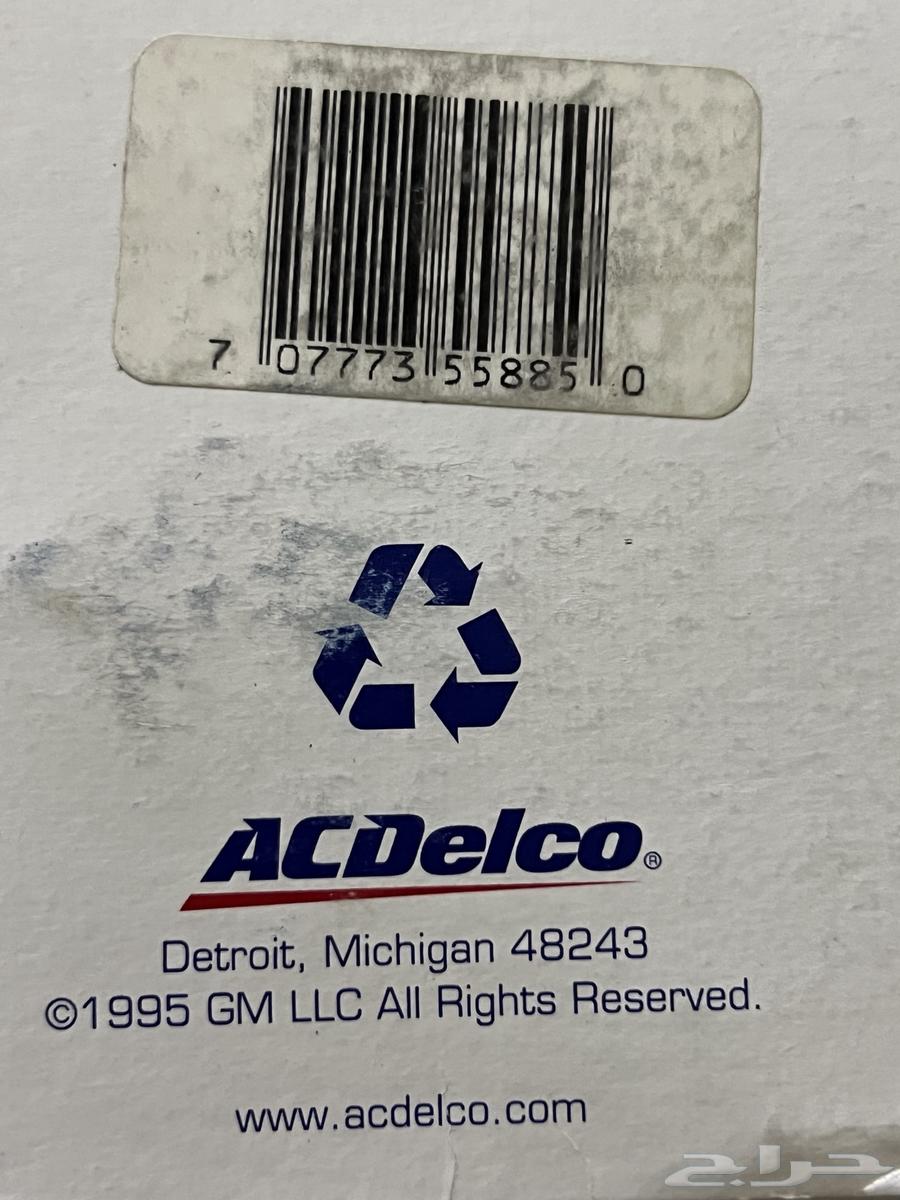 7 07773 55885 0
ACDelco®
Detroit, Michigan 48243
©1995 GM LLC All Rights Reserved.
www.acdelco.com
حراج